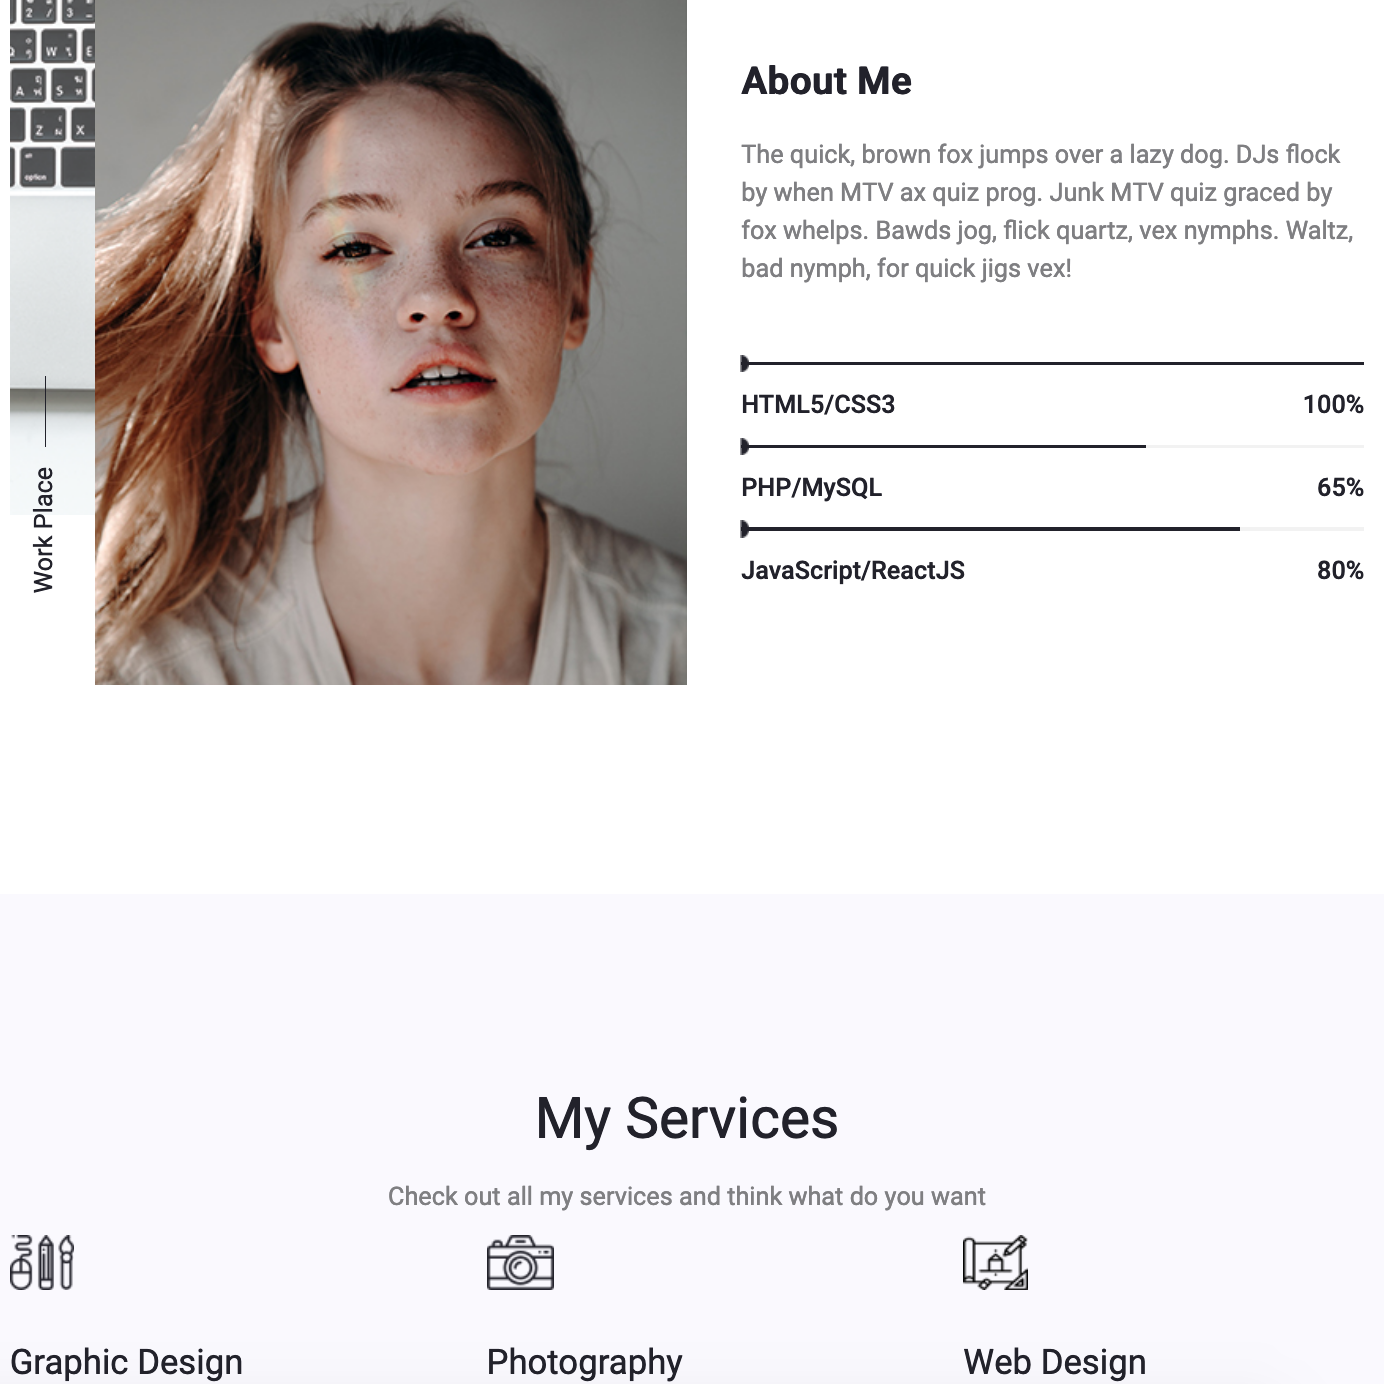 2 / 3
W E
A S
Z X
option
Work Place
About Me
The quick, brown fox jumps over a lazy dog. DJs flock
by when MTV ax quiz prog. Junk MTV quiz graced by
fox whelps. Bawds jog, flick quartz, vex nymphs. Waltz,
bad nymph, for quick jigs vex!
HTML5/CSS3 100%
PHP/MySQL 65%
JavaScript/ReactJS 80%
My Services
Check out all my services and think what do you want
Graphic Design Photography Web Design